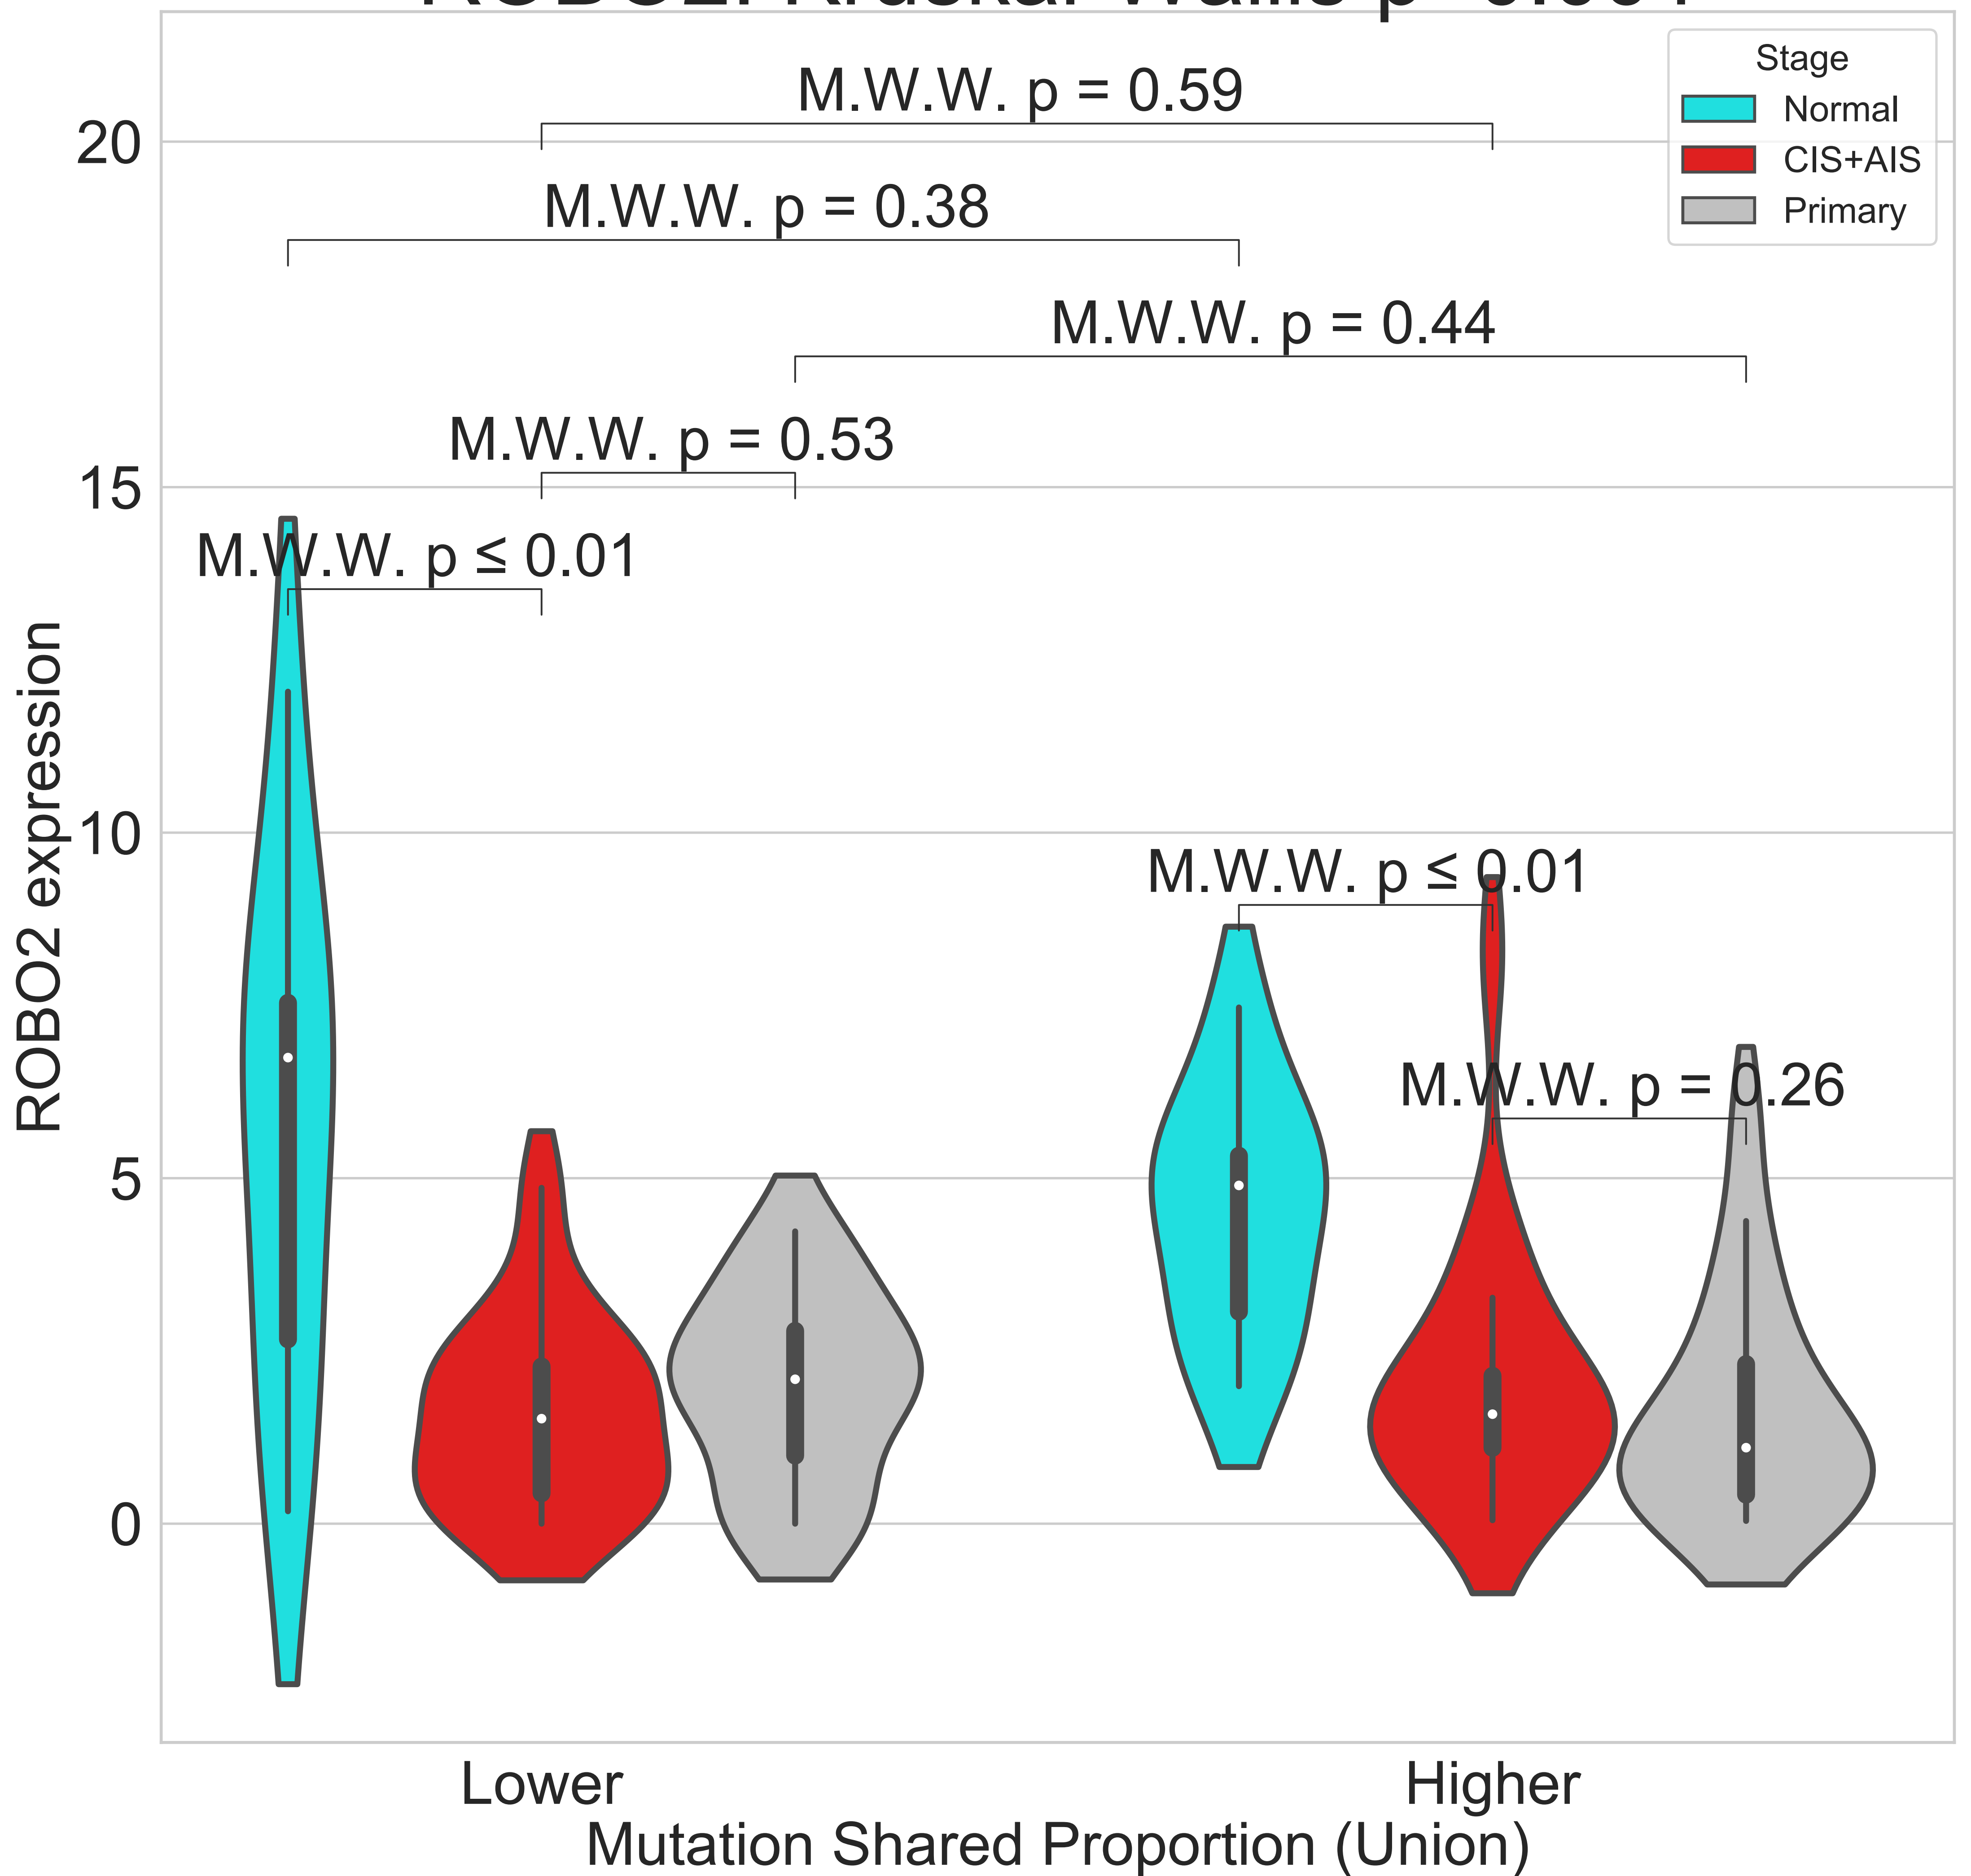 Stage
Normal
CIS+AIS
Primary
M.W.W. p = 0.59
M.W.W. p = 0.38
M.W.W. p = 0.44
M.W.W. p = 0.53
M.W.W. p ≤ 0.01
M.W.W. p ≤ 0.01
M.W.W. p = 0.26
20
15
10
5
0
ROBO2 expression
Lower
Higher
Mutation Shared Proportion (Union)